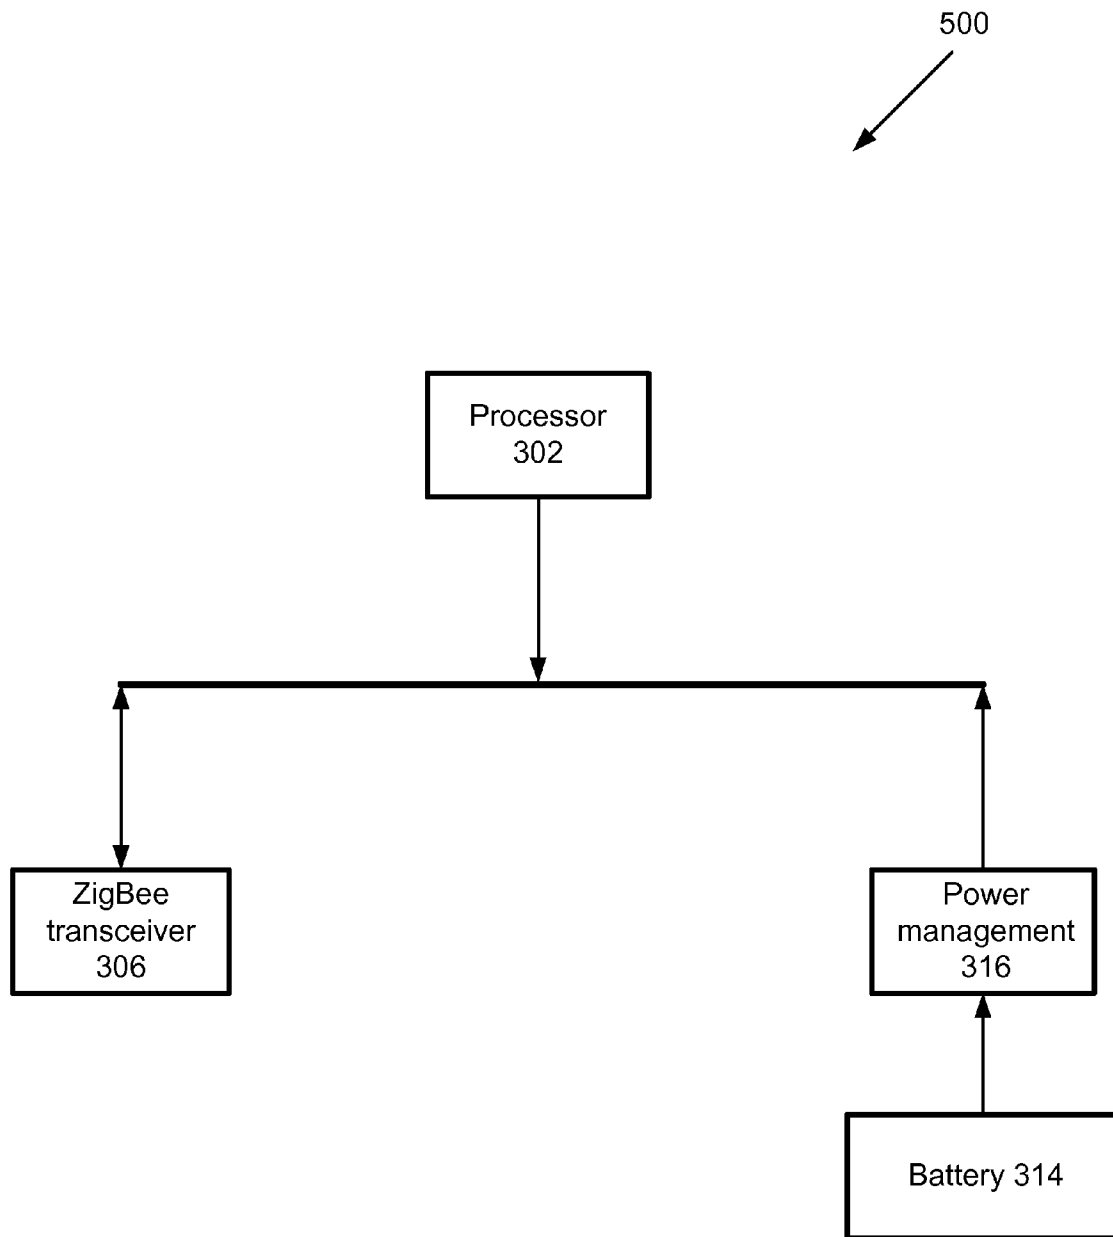 500
Processor
302
ZigBee
transceiver
306
Power
management
316
Battery 314